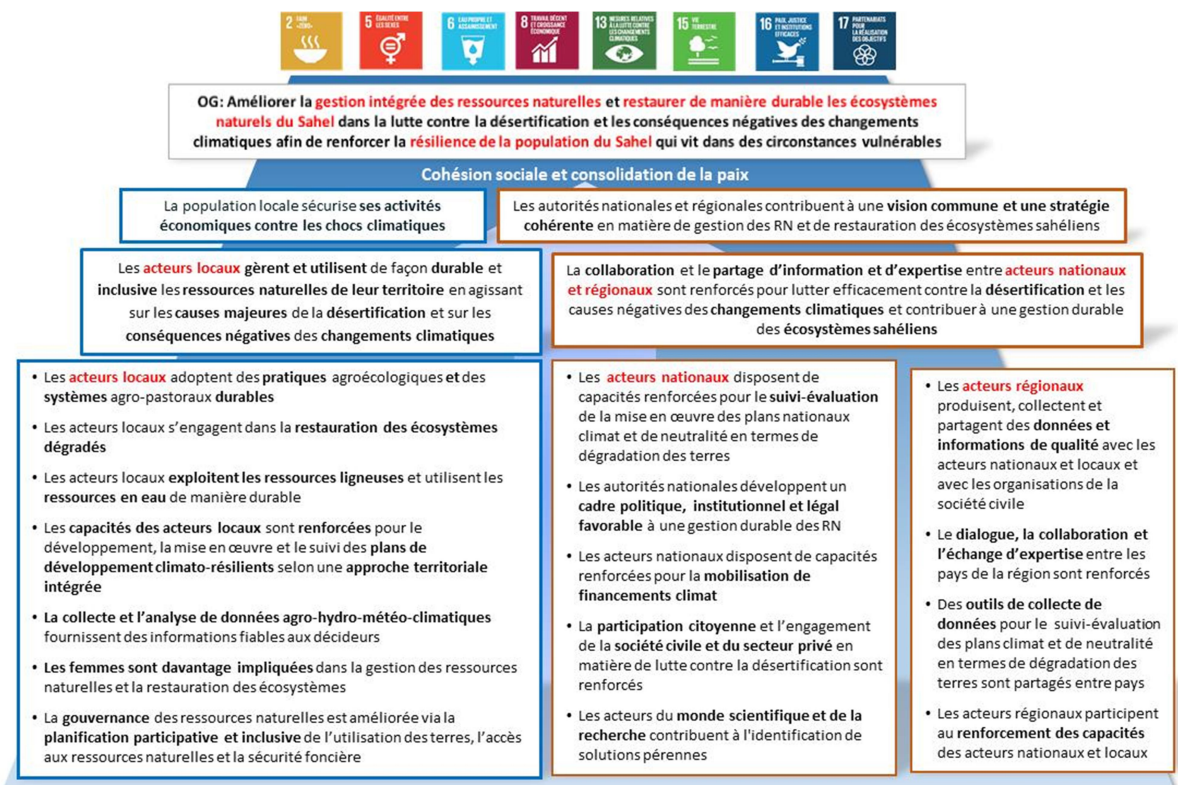 2 FAIM «ZÉRO»
5 ÉGALITÉ ENTRE LES SEXES
6 EAU PROPRE ET ASSAINISSEMENT
8 TRAVAIL DÉCENT ET CROISSANCE ÉCONOMIQUE
13 MESURES RELATIVES À LA LUTTE CONTRE LES CHANGEMENTS CLIMATIQUES
15 VIE TERRESTRE
16 PAIX, JUSTICE ET INSTITUTIONS EFFICACES
17 PARTENARIATS POUR LA RÉALISATION DES OBJECTIFS
OG: Améliorer la gestion intégrée des ressources naturelles et restaurer de manière durable les écosystèmes
naturels du Sahel dans la lutte contre la désertification et les conséquences négatives des changements
climatiques afin de renforcer la résilience de la population du Sahel qui vit dans des circonstances vulnérables
Cohésion sociale et consolidation de la paix
La population locale sécurise ses activités
économiques contre les chocs climatiques
Les autorités nationales et régionales contribuent à une vision commune et une stratégie
cohérente en matière de gestion des RN et de restauration des écosystèmes sahéliens
Les acteurs locaux gèrent et utilisent de façon durable et
inclusive les ressources naturelles de leur territoire en agissant
sur les causes majeures de la désertification et sur les
conséquences négatives des changements climatiques
La collaboration et le partage d'information et d'expertise entre acteurs nationaux
et régionaux sont renforcés pour lutter efficacement contre la désertification et les
causes négatives des changements climatiques et contribuer à une gestion durable
des écosystèmes sahéliens
• Les acteurs locaux adoptent des pratiques agroécologiques et des
systèmes agro-pastoraux durables
• Les acteurs locaux s'engagent dans la restauration des écosystèmes
dégradés
• Les acteurs locaux exploitent les ressources ligneuses et utilisent les
ressources en eau de manière durable
• Les capacités des acteurs locaux sont renforcées pour le
développement, la mise en œuvre et le suivi des plans de
développement climato-résilients selon une approche territoriale
intégrée
• La collecte et l'analyse de données agro-hydro-météo-climatiques
fournissent des informations fiables aux décideurs
• Les femmes sont davantage impliquées dans la gestion des ressources
naturelles et la restauration des écosystèmes
• La gouvernance des ressources naturelles est améliorée via la
planification participative et inclusive de l'utilisation des terres, l'accès
aux ressources naturelles et la sécurité foncière
• Les acteurs nationaux disposent de
capacités renforcées pour le suivi-évaluation
de la mise en œuvre des plans nationaux
climat et de neutralité en termes de
dégradation des terres
• Les autorités nationales développent un
cadre politique, institutionnel et légal
favorable à une gestion durable des RN
• Les acteurs nationaux disposent de capacités
renforcées pour la mobilisation de
financements climat
• La participation citoyenne et l'engagement
de la société civile et du secteur privé en
matière de lutte contre la désertification sont
renforcés
• Les acteurs du monde scientifique et de la
recherche contribuent à l'identification de
solutions pérennes
• Les acteurs régionaux
produisent, collectent et
partagent des données et
informations de qualité avec les
acteurs nationaux et locaux et
avec les organisations de la
société civile
• Le dialogue, la collaboration et
l'échange d'expertise entre les
pays de la région sont renforcés
• Des outils de collecte de
données pour le suivi-évaluation
des plans climat et de neutralité
en termes de dégradation des
terres sont partagés entre pays
• Les acteurs régionaux participent
au renforcement des capacités
des acteurs nationaux et locaux